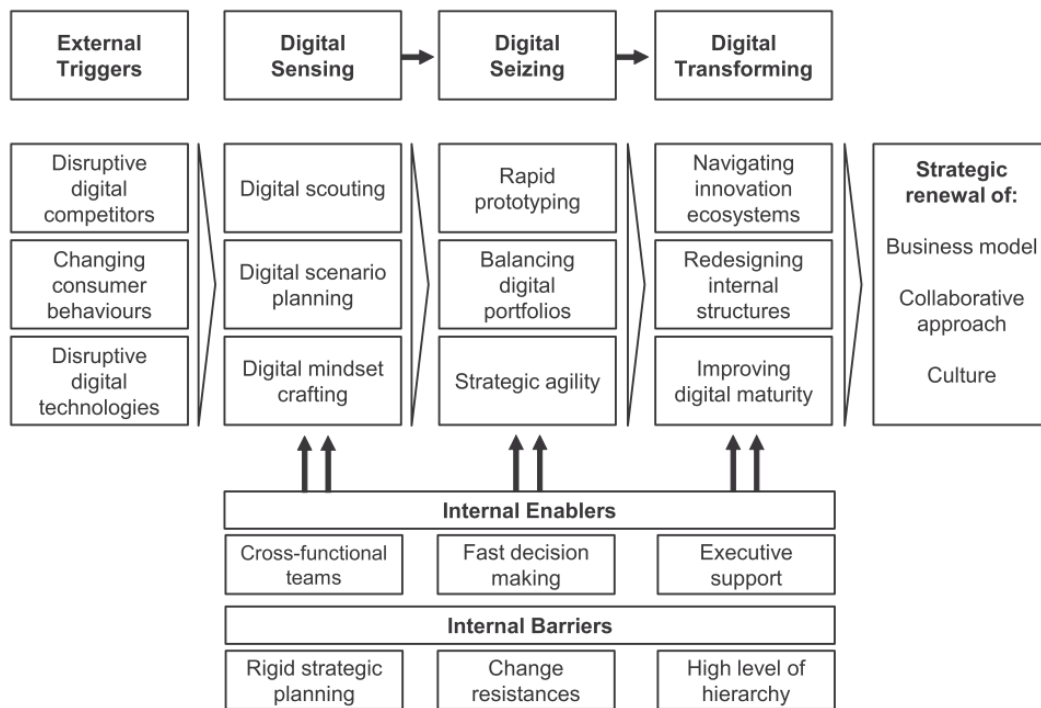 External
Triggers
Digital
Sensing
Digital
Seizing
Digital
Transforming
Disruptive
digital
competitors
Changing
consumer
behaviours
Disruptive
digital
technologies
Digital scouting
Digital scenario
planning
Digital mindset
crafting
Rapid
prototyping
Balancing
digital
portfolios
Strategic agility
Navigating
innovation
ecosystems
Redesigning
internal
structures
Improving
digital maturity
Strategic
renewal of:
Business model
Collaborative
approach
Culture
Internal Enablers
Cross-functional
teams
Fast decision
making
Executive
support
Internal Barriers
Rigid strategic
planning
Change
resistances
High level of
hierarchy